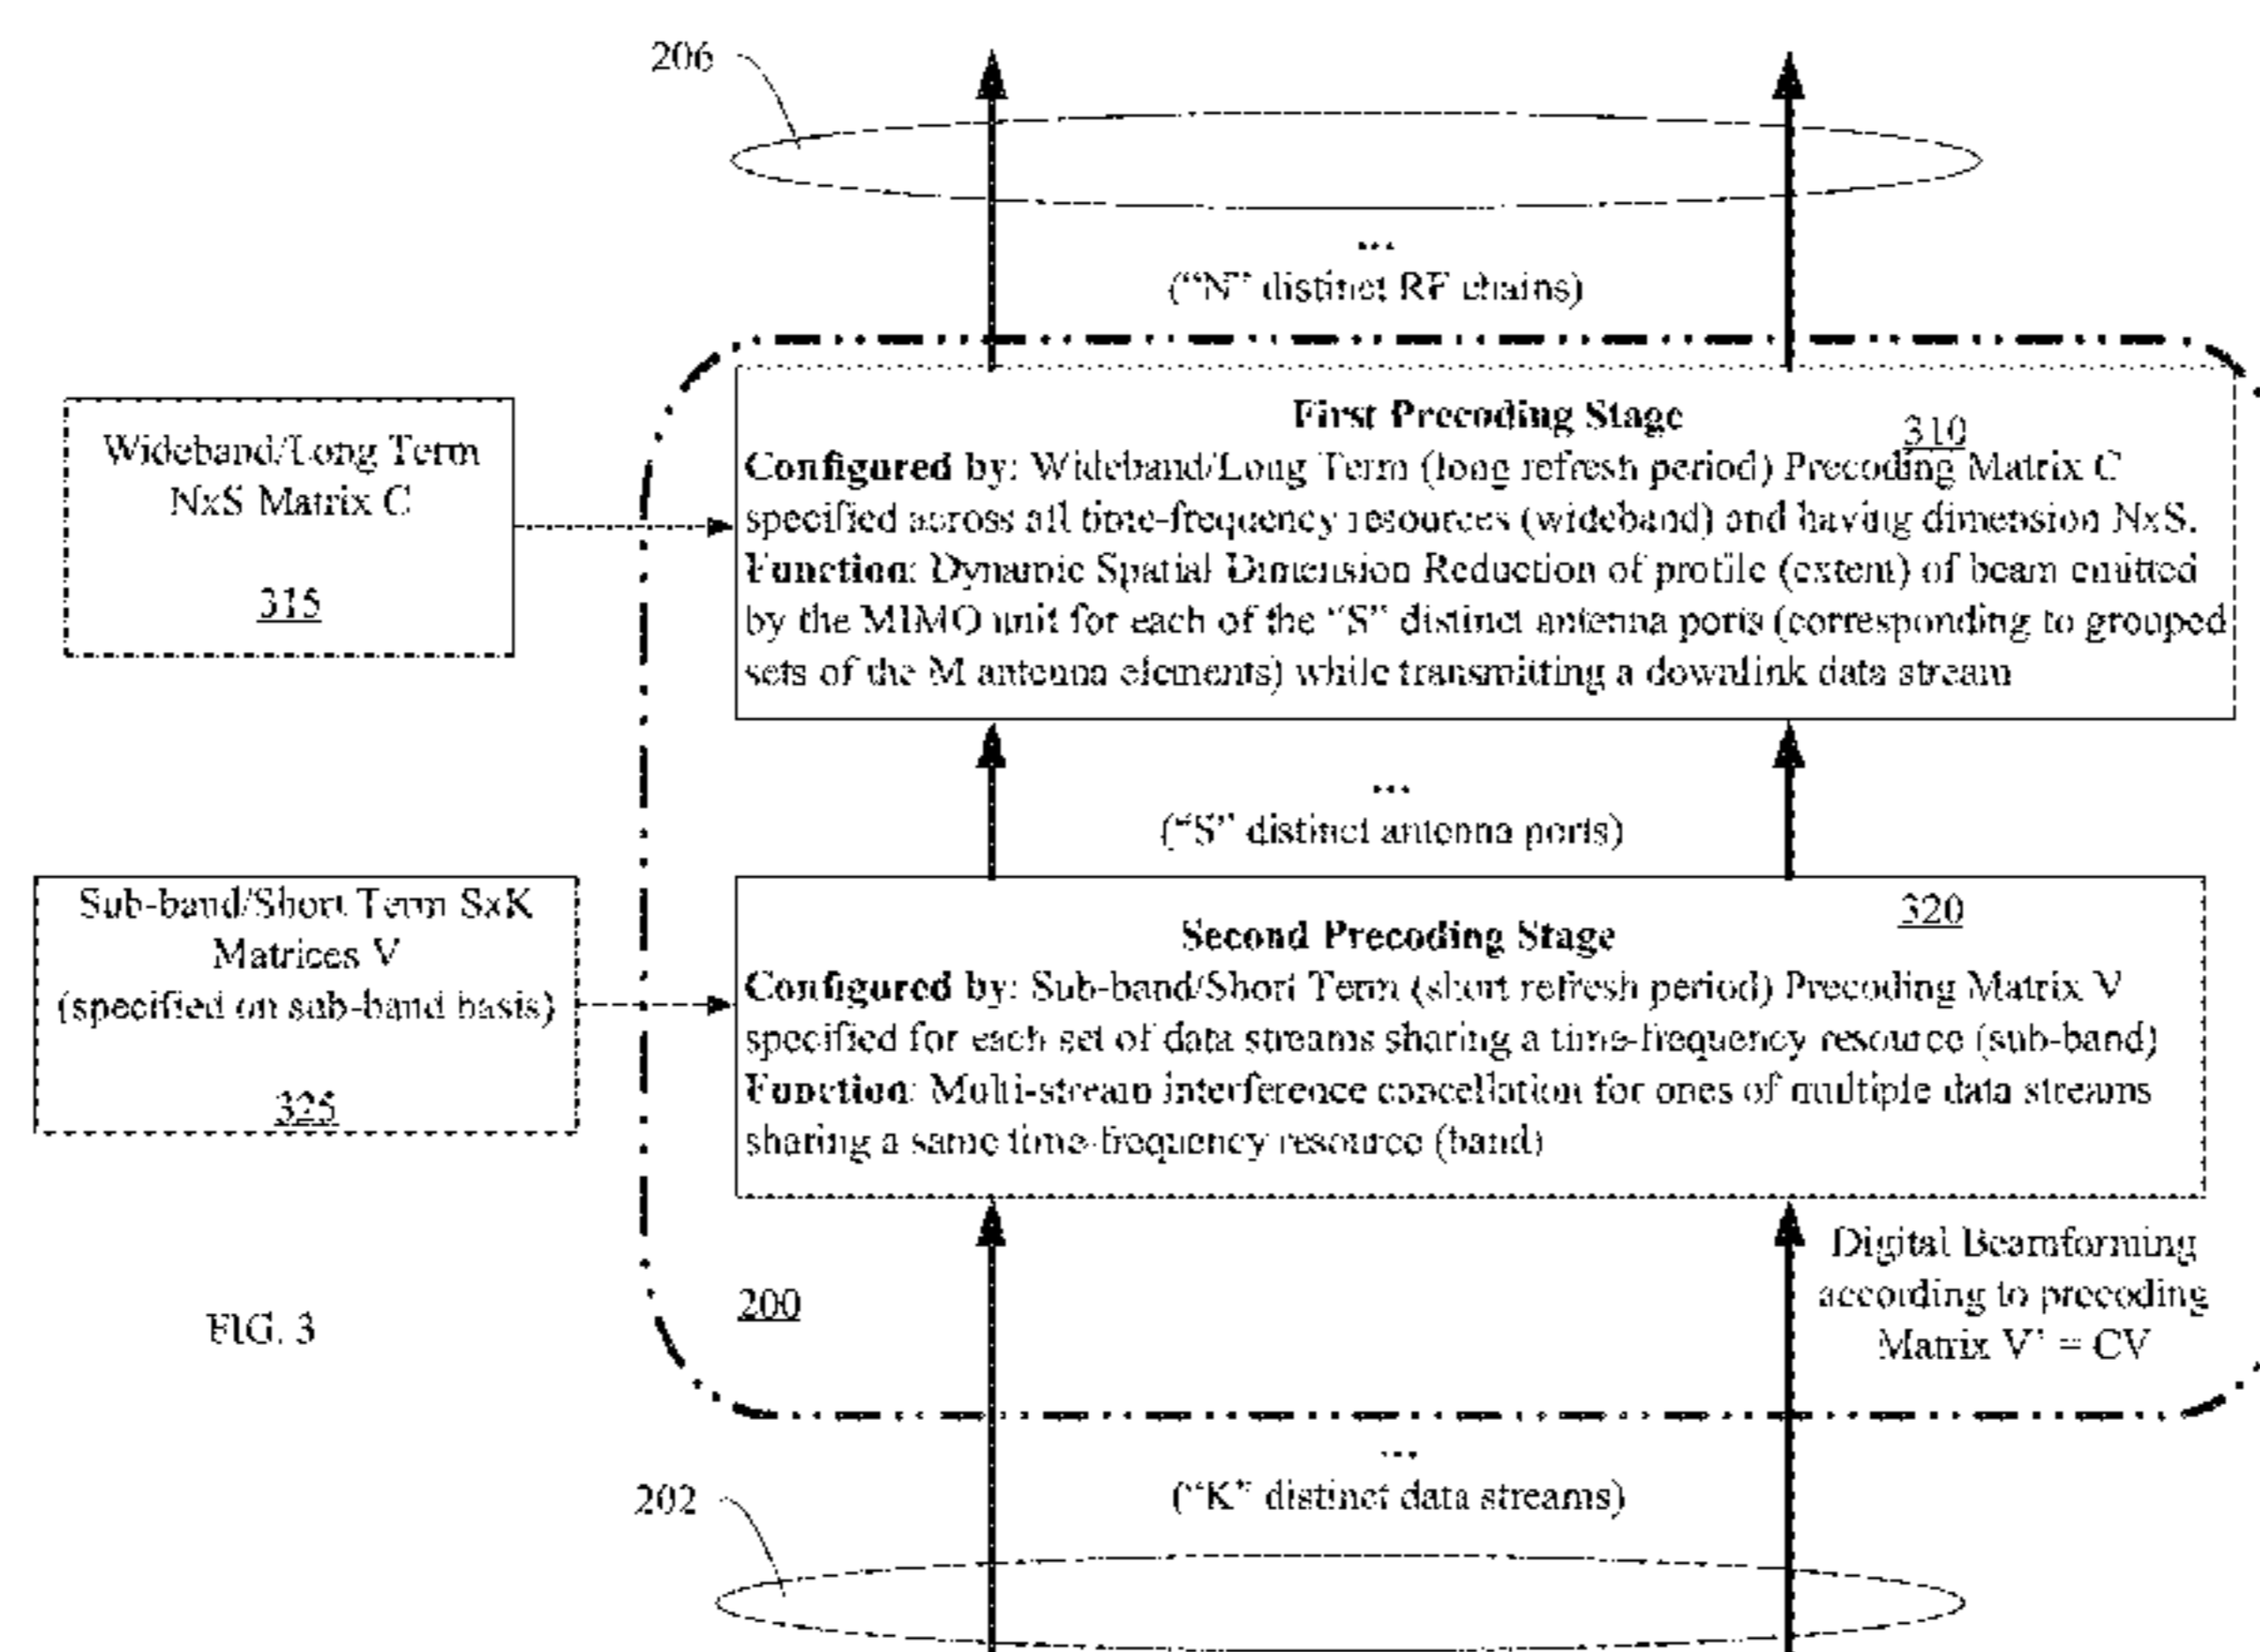 206
...
("N" distinct RF chains)
Wideband/Long Term
NxS Matrix C
315
First Precoding Stage
310
Configured by: Wideband/Long Term (long refresh period) Precoding Matrix C
specified across all time-frequency resources (wideband) and having dimension NxS.
Function: Dynamic Spatial Dimension Reduction of profile (extent) of beam emitted
by the MIMO unit for each of the "S" distinct antenna ports (corresponding to grouped
sets of the M antenna elements) while transmitting a downlink data stream
...
("S" distinct antenna ports)
Sub-band/Short Term SxK
Matrices V
(specified on sub-band basis)
325
320
Second Precoding Stage
Configured by: Sub-band/Short Term (short refresh period) Precoding Matrix V
specified for each set of data streams sharing a time-frequency resource (sub-band)
Function: Multi-stream interference cancellation for ones of multiple data streams
sharing a same time-frequency resource (band)
Digital Beamforming
according to precoding
Matrix V' = CV
200
FIG. 3
...
("K" distinct data streams)
202